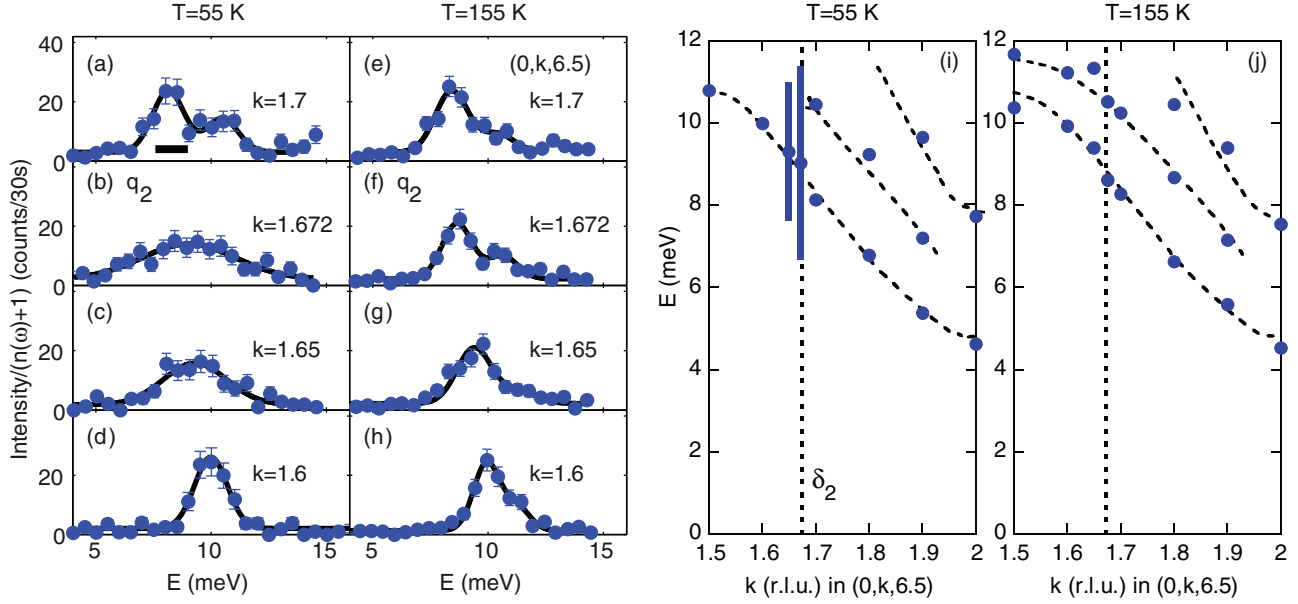 T=55 K
T=155 K
T=55 K
T=155 K
Intensity/(n(ω)+1) (counts/30s)
40
20
0
(a)
k=1.7
(e)
(0,k,6.5)
k=1.7
20
0
(b) q2
k=1.672
(f) q2
k=1.672
20
0
(c)
k=1.65
(g)
k=1.65
20
0
(d)
k=1.6
(h)
k=1.6
5
10
15
5
10
15
E (meV)
E (meV)
E (meV)
12
10
8
6
4
2
0
(i)
δ2
1.5
1.6
1.7
1.8
1.9
2
k (r.l.u.) in (0,k,6.5)
12
10
8
6
4
2
0
(j)
1.5
1.6
1.7
1.8
1.9
2
k (r.l.u.) in (0,k,6.5)